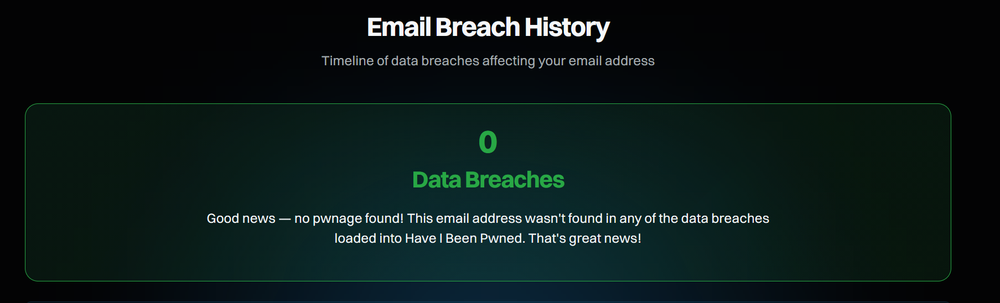 Email Breach History
Timeline of data breaches affecting your email address
0
Data Breaches
Good news — no pwnage found! This email address wasn't found in any of the data breaches
loaded into Have I Been Pwned. That's great news!